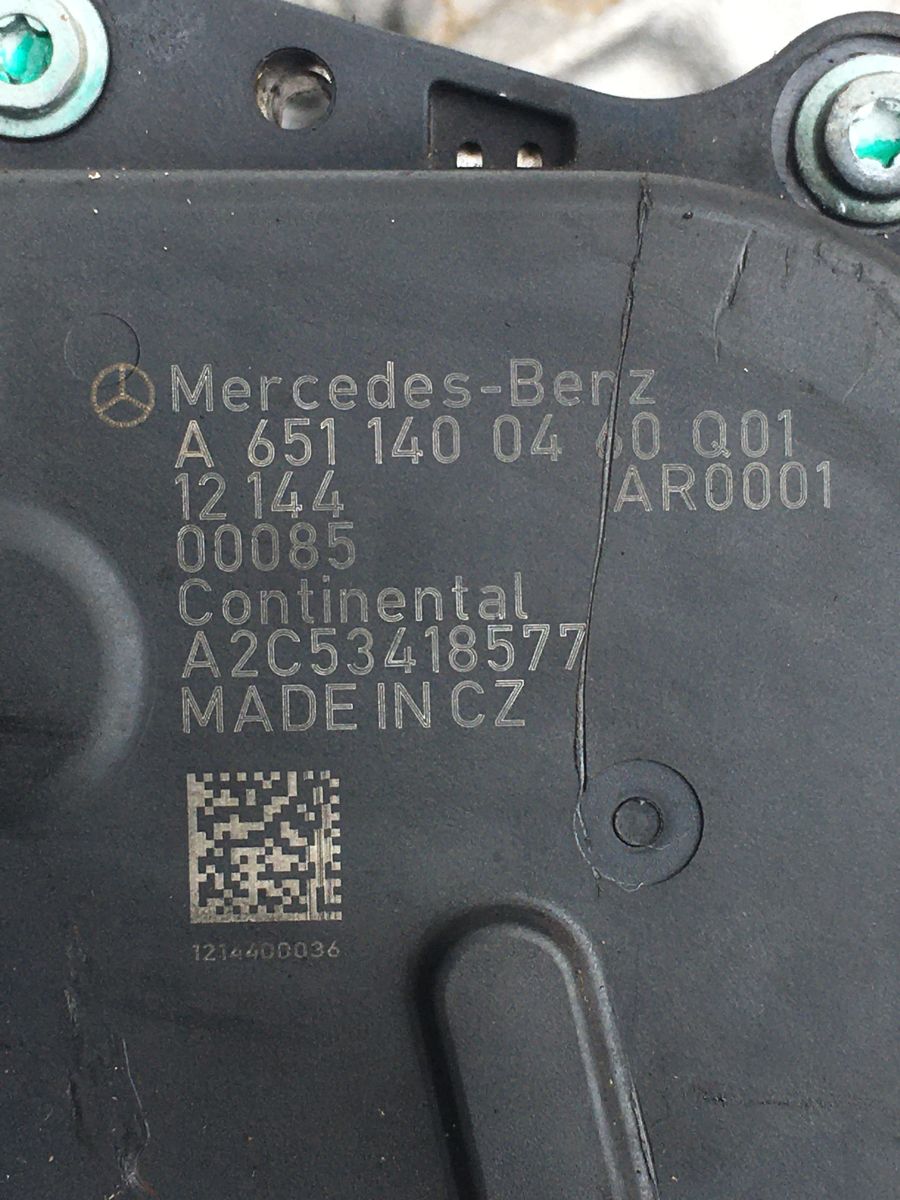 Mercedes-Benz
A 651 140 04 60 Q01
12 144 AR0001
00085
Continental
A2C53418577
MADE IN CZ
1214400036